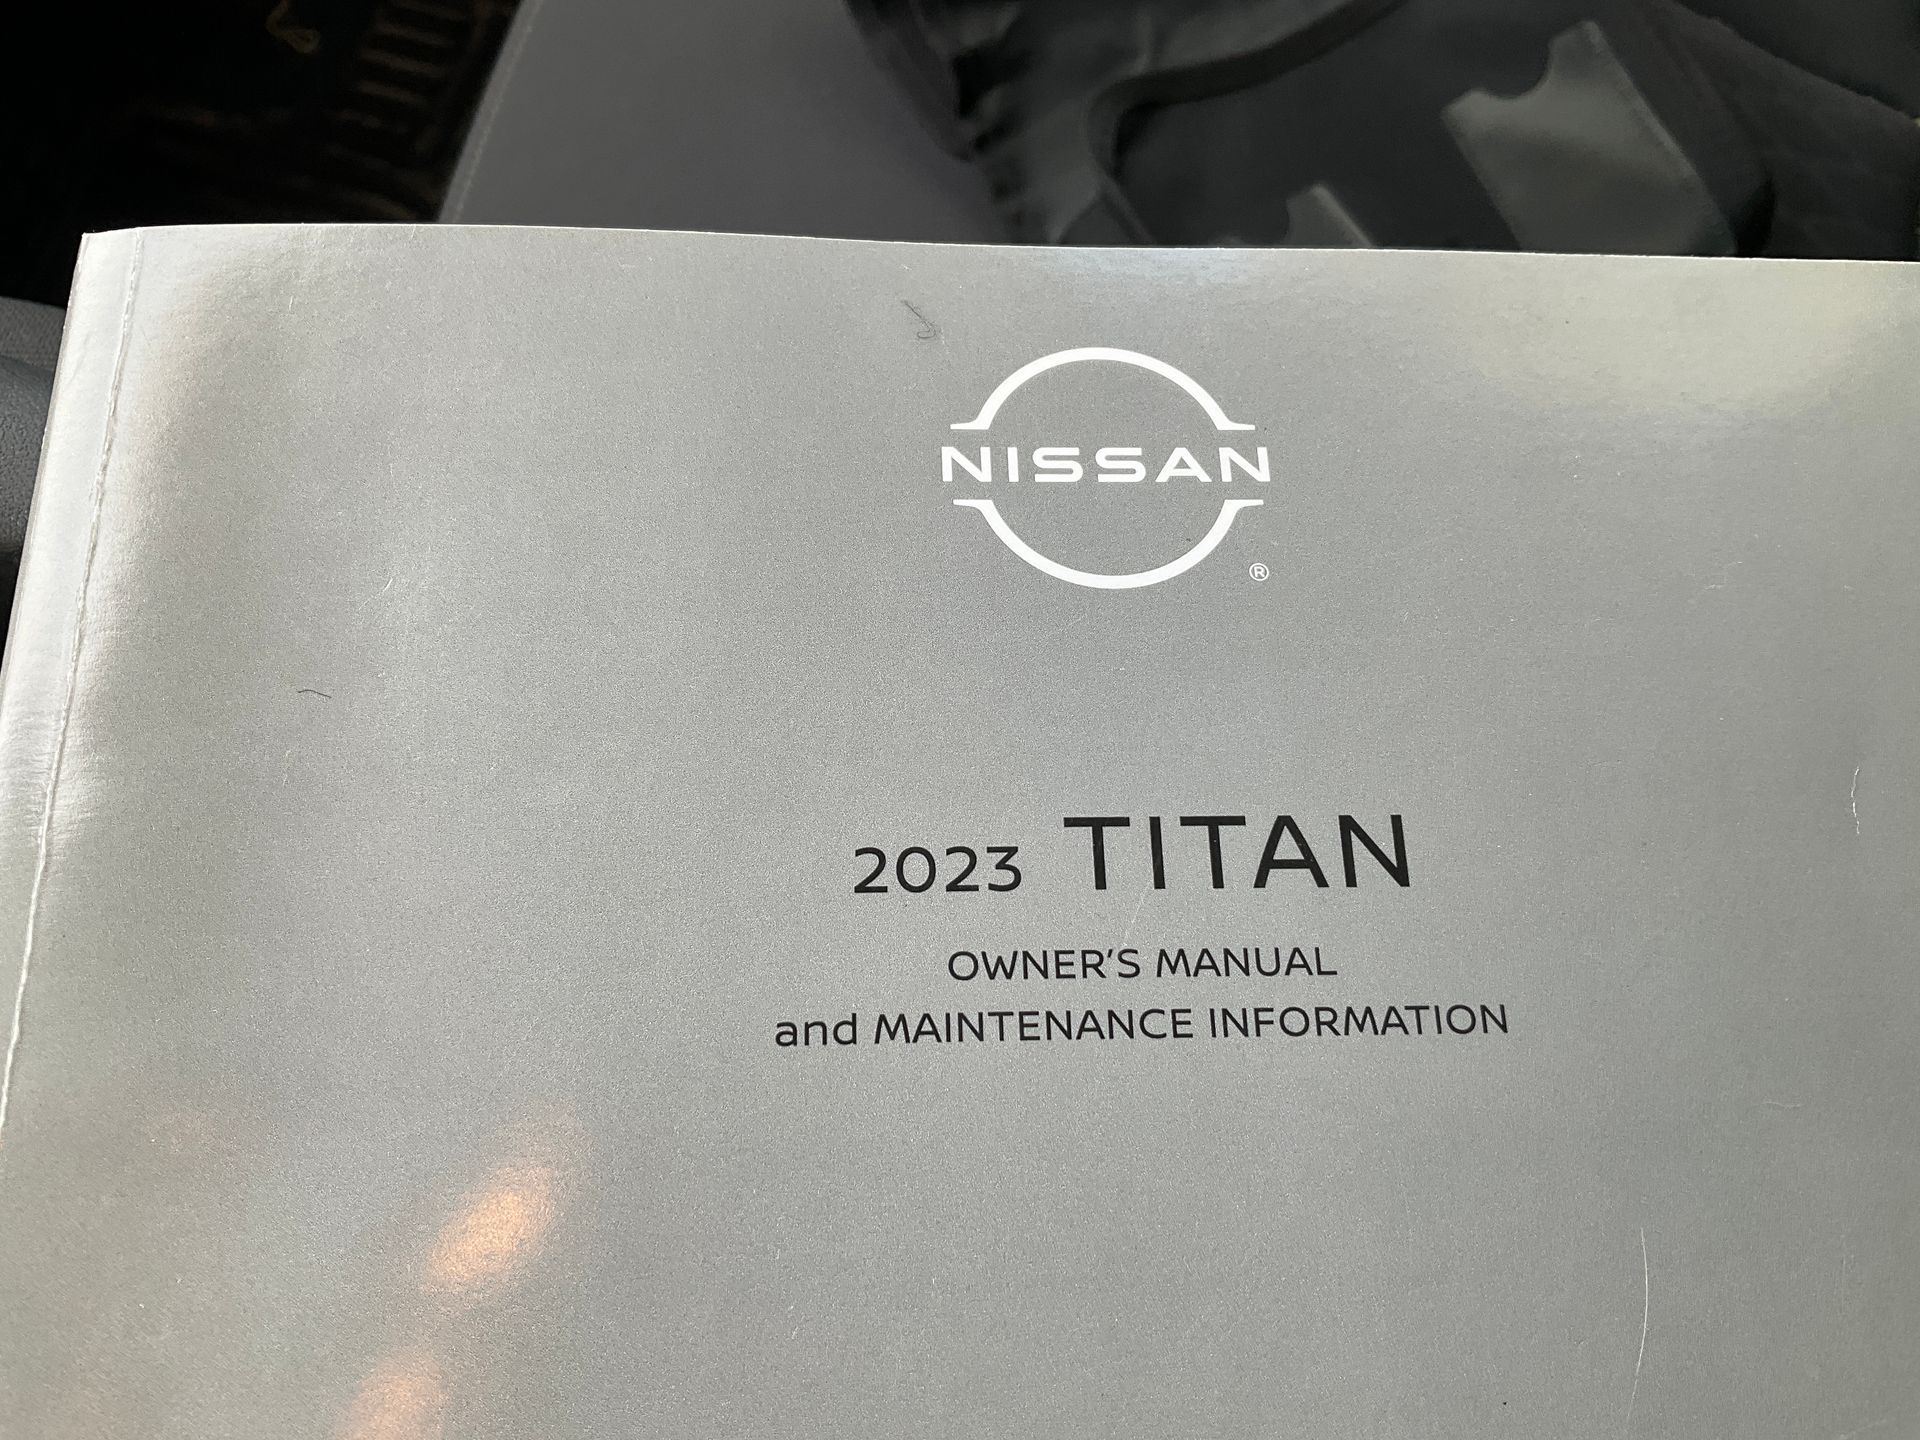 NISSAN
®
2023 TITAN
OWNER'S MANUAL
and MAINTENANCE INFORMATION